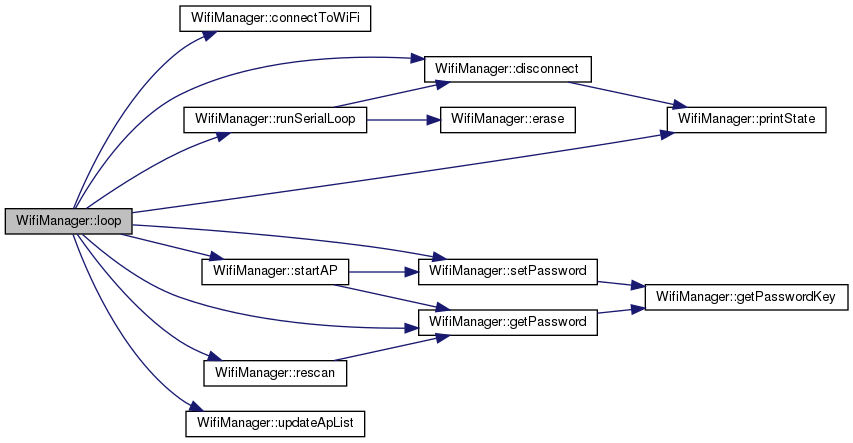 WifiManager::connectToWiFi
WifiManager::disconnect
WifiManager::runSerialLoop
WifiManager::erase
WifiManager::printState
WifiManager::loop
WifiManager::startAP
WifiManager::setPassword
WifiManager::getPasswordKey
WifiManager::getPassword
WifiManager::rescan
WifiManager::updateApList